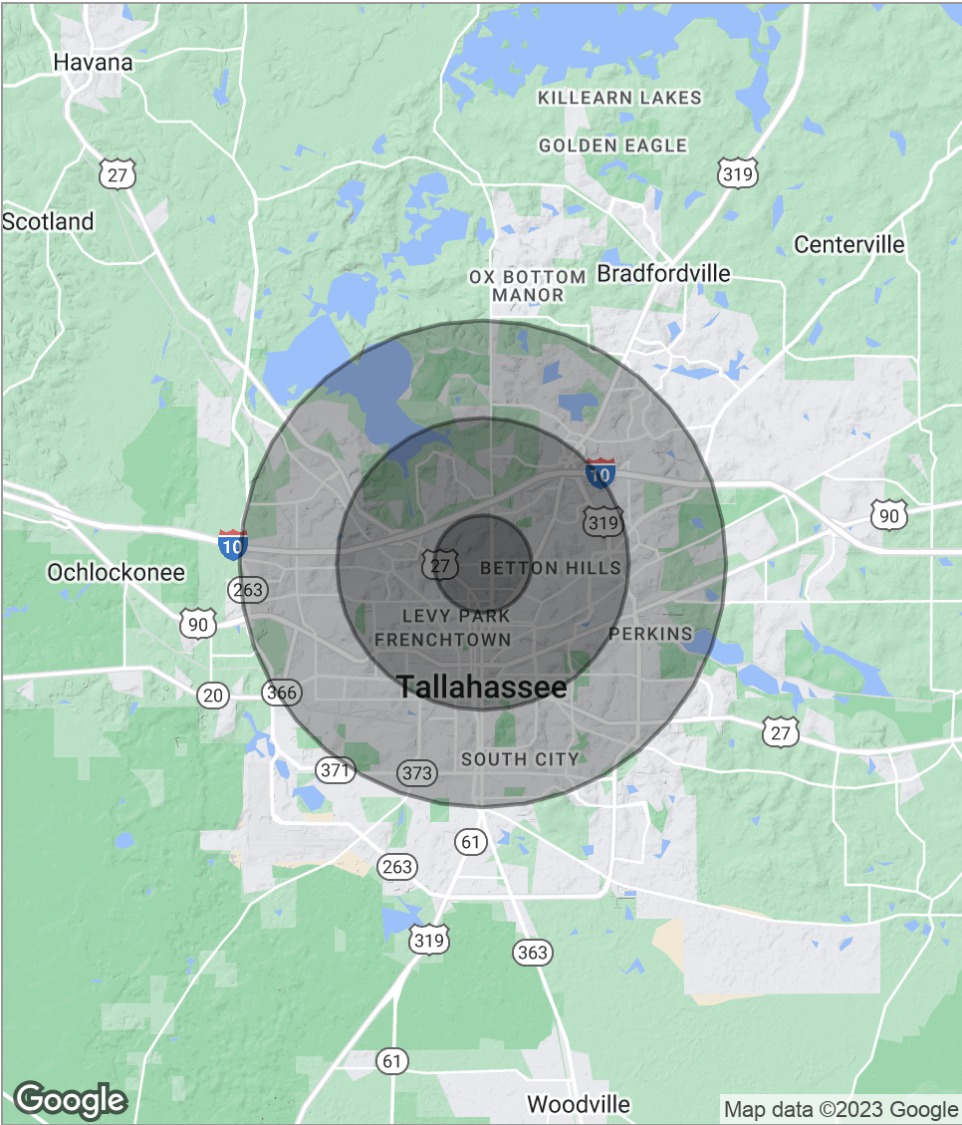 Havana
KILLEARN LAKES
GOLDEN EAGLE
27
319
Scotland
Centerville
OX BOTTOM
MANOR
Bradfordville
10
90
319
10
27
BETTON HILLS
Ochlockonee
263
LEVY PARK
90
FRENCHTOWN
PERKINS
Tallahassee
366
20
27
SOUTH CITY
371
373
61
263
319
363
61
Google
Woodville
Map data ©2023 Google